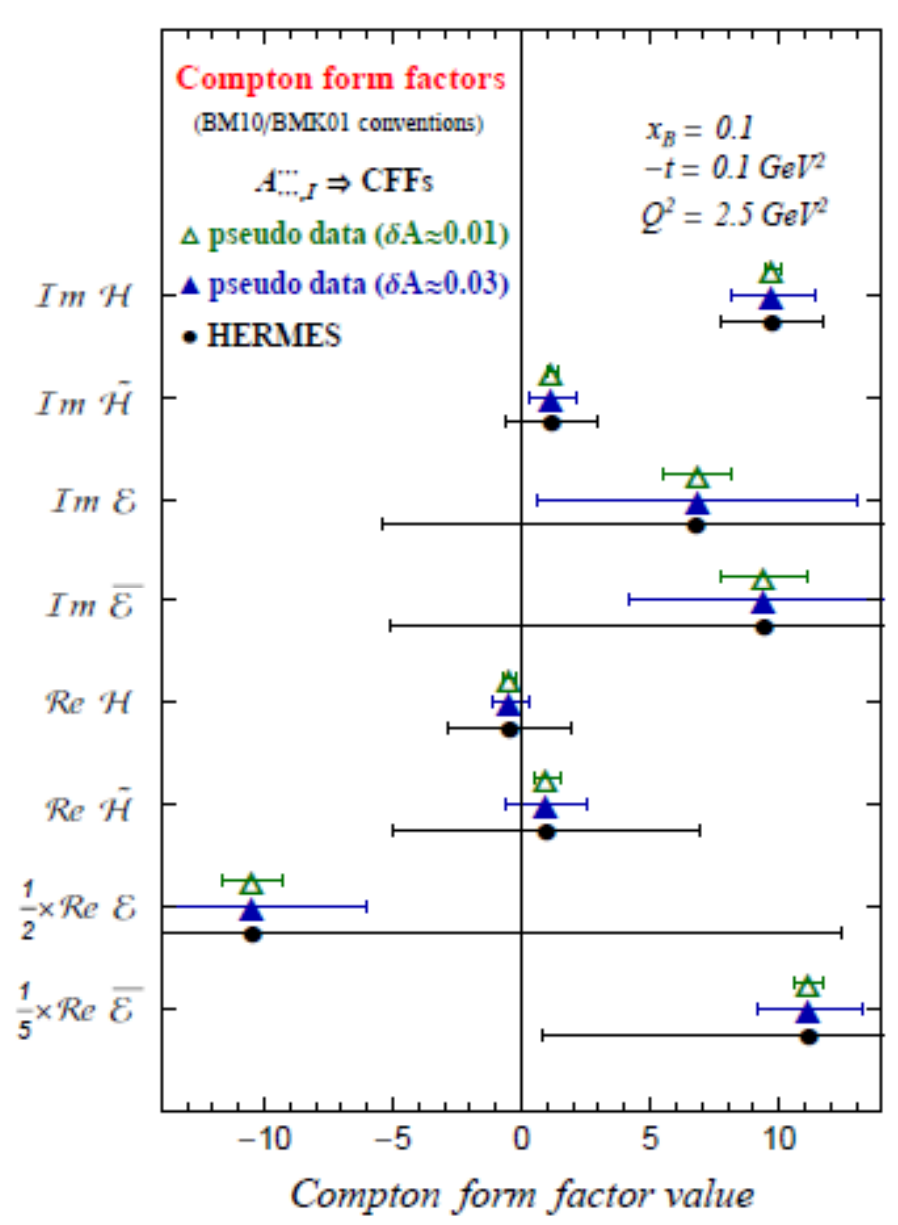 Compton form factors
(BM10/BMK01 conventions)
A⋯⋯,I ⇒ CFFs
△ pseudo data (δA≈0.01)
▲ pseudo data (δA≈0.03)
● HERMES
x_B = 0.1
−t = 0.1 GeV²
Q² = 2.5 GeV²
Im ℋ
Im ℋ̃
Im ℰ
Im ℰ̅
Re ℋ
Re ℋ̃
1/2 × Re ℰ
1/5 × Re ℰ̅
−10 −5 0 5 10
Compton form factor value